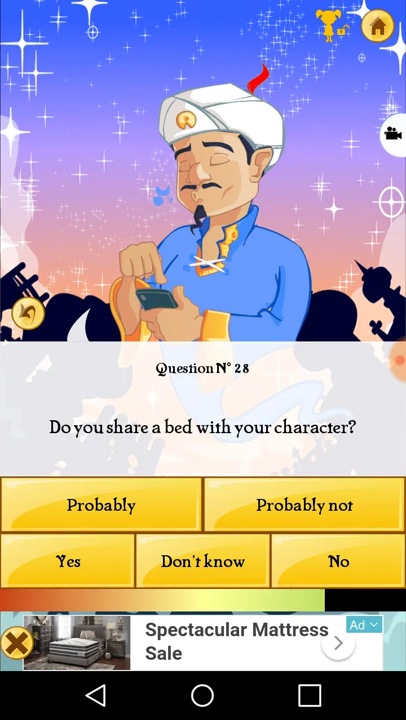 Question N° 28
Do you share a bed with your character?
Probably
Probably not
Yes
Don't know
No
Ad
Spectacular Mattress
Sale